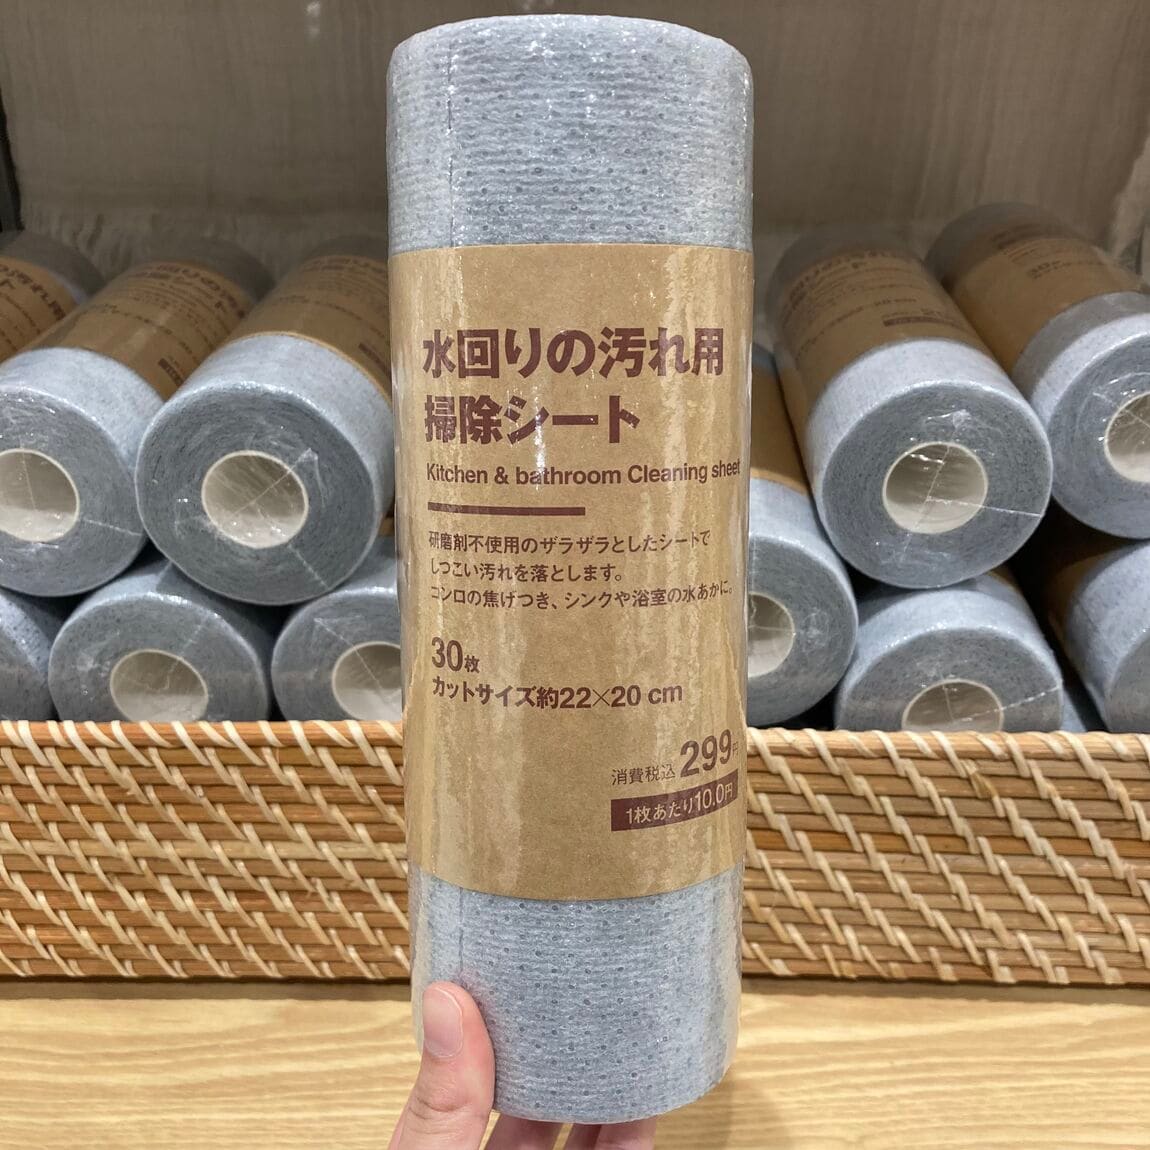 水回りの汚れ用
掃除シート
Kitchen & bathroom Cleaning sheet
研磨剤不使用のザラザラとしたシートで
しつこい汚れを落とします。
コンロの焦げつき、シンクや浴室の水あかに。
30枚
カットサイズ約22×20 cm
消費税込 299円
1枚あたり10.0円